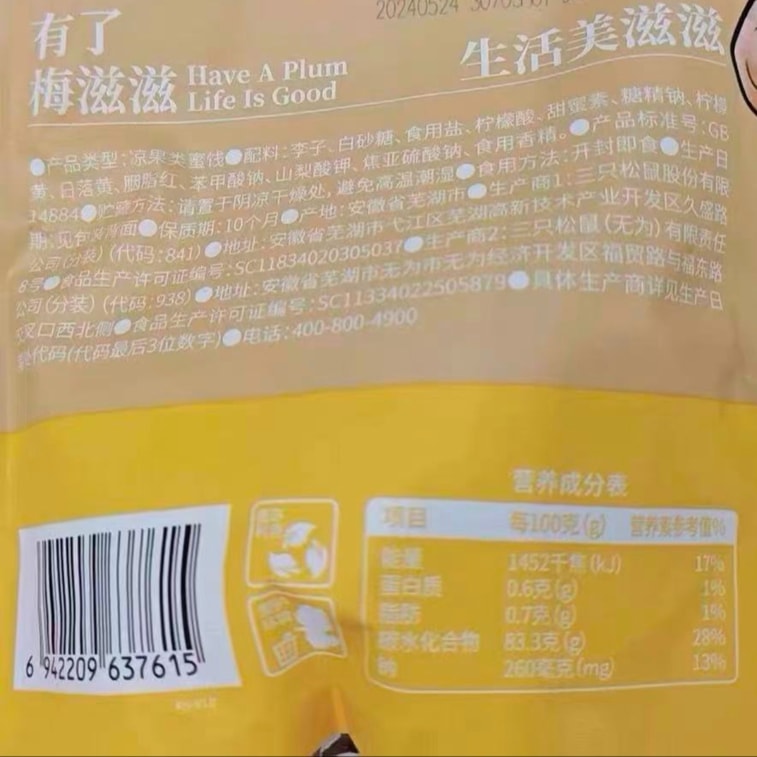 20240524
有了
梅滋滋
Have A Plum
Life Is Good
生活美滋滋
●产品类型:凉果类蜜饯●配料:李子、白砂糖、食用盐、柠檬酸、甜蜜素、糖精钠、柠檬
黄、日落黄、胭脂红、苯甲酸钠、山梨酸钾、焦亚硫酸钠、食用香精。●产品标准号:GB
14884●贮藏方法:请置于阴凉干燥处,避免高温潮湿●食用方法:开封即食●生产日
期:见包装背面●保质期:10个月●产地:安徽省芜湖市●生产商1:三只松鼠股份有限
公司(分装)(代码:841)●地址:安徽省芜湖市弋江区芜湖高新技术产业开发区久盛路
8号●食品生产许可证编号:SC11834020305037●生产商2:三只松鼠(无为)有限责任
公司(分装)(代码:938)●地址:安徽省芜湖市无为市无为经济开发区福贸路与福东路
交叉口西北侧●食品生产许可证编号:SC11334022505879●具体生产商详见生产日
代码(代码最后3位数字)●电话:400-800-4900
营养成分表
项目 每100克(g) 营养素参考值%
能量 1452千焦(kJ) 17%
蛋白质 0.6克(g) 1%
脂肪 0.7克(g) 1%
碳水化合物 83.3克(g) 28%
钠 260毫克(mg) 13%
6 942209 637615